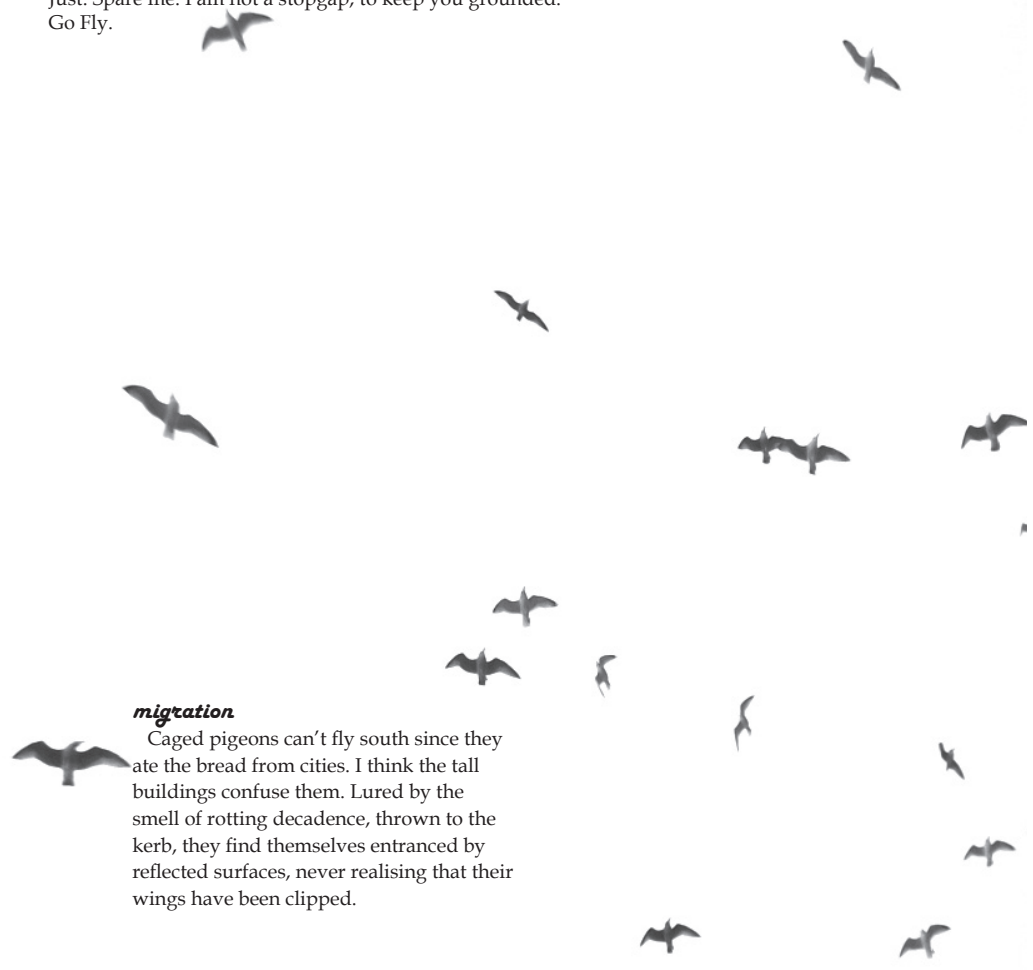 Just. Spare me. I am not a stopgap, to keep you grounded.
Go Fly.
migration
Caged pigeons can’t fly south since they
ate the bread from cities. I think the tall
buildings confuse them. Lured by the
smell of rotting decadence, thrown to the
kerb, they find themselves entranced by
reflected surfaces, never realising that their
wings have been clipped.